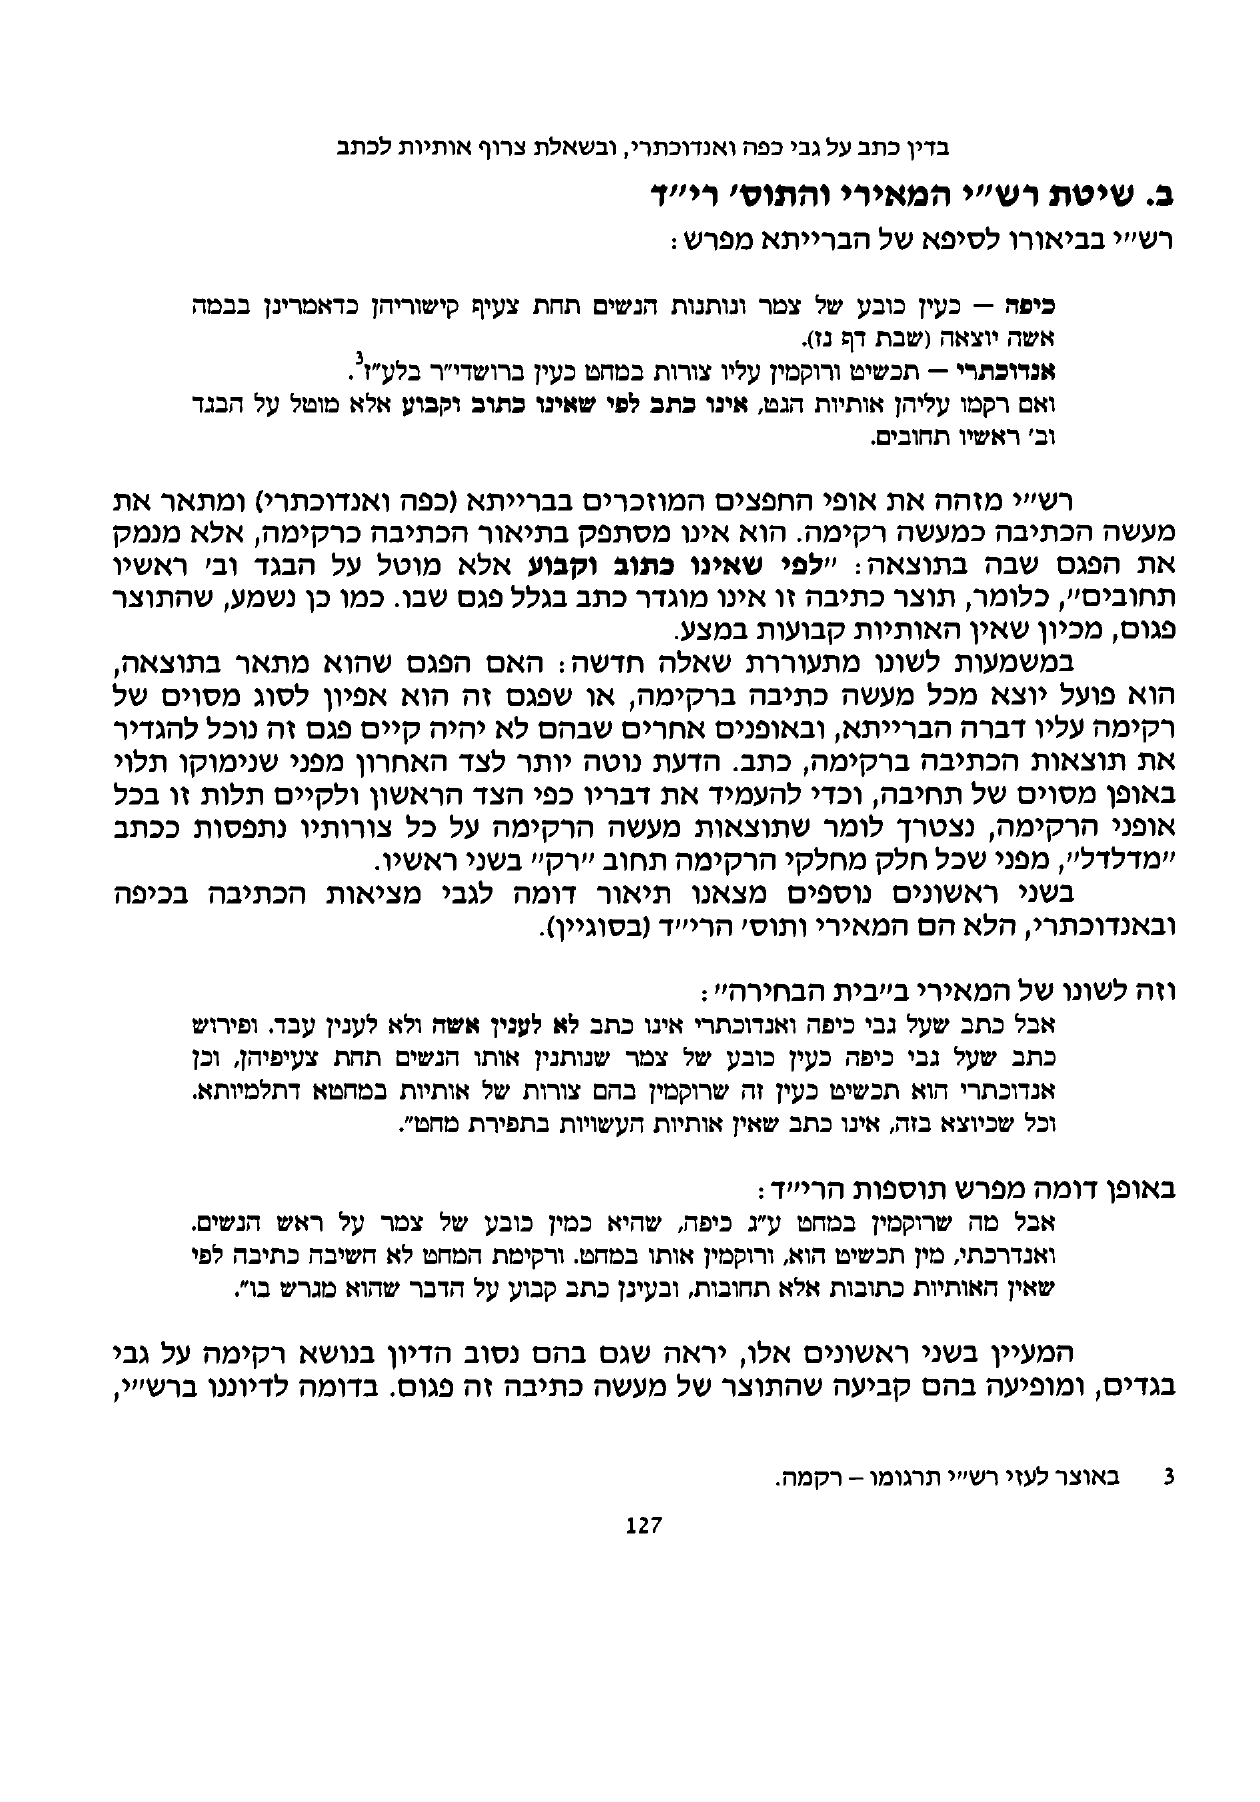 בדין כתב על גבי כפה ואנדוכתרי, ובשאלת צרוף אותיות לכתב
ב. שיטת רש״י המאירי והתוס׳ רי״ד
רש״י בביאורו לסיפא של הברייתא מפרש:
כיפה – כעין כובע של צמר ונותנות הנשים תחת צעיף קישוריהן כדאמרינן בבמה
אשה יוצאה (שבת דף נז).
אנדוכתרי – תכשיט ורוקמין עליו צורות במחט כעין ברושדי״ר בלע״ז3.
ואם רקמו עליהן אותיות הגט, אינו כתב לפי שאינו כתוב וקבוע אלא מוטל על הבגד
וב׳ ראשיו תחובים.
רש״י מזהה את אופי החפצים המוזכרים בברייתא (כפה ואנדוכתרי) ומתאר את
מעשה הכתיבה כמעשה רקימה. הוא אינו מסתפק בתיאור הכתיבה כרקימה, אלא מנמק
את הפגם שבה בתוצאה: ״לפי שאינו כתוב וקבוע אלא מוטל על הבגד וב׳ ראשיו
תחובים״, כלומר, תוצר כתיבה זו אינו מוגדר כתב בגלל פגם שבו. כמו כן נשמע, שהתוצר
פגום, מכיון שאין האותיות קבועות במצע.
במשמעות לשונו מתעוררת שאלה חדשה: האם הפגם שהוא מתאר בתוצאה,
הוא פועל יוצא מכל מעשה כתיבה ברקימה, או שפגם זה הוא אפיון לסוג מסוים של
רקימה עליו דברה הברייתא, ובאופנים אחרים שבהם לא יהיה קיים פגם זה נוכל להגדיר
את תוצאות הכתיבה ברקימה, כתב. הדעת נוטה יותר לצד האחרון מפני שנימוקו תלוי
באופן מסוים של תחיבה, וכדי להעמיד את דבריו כפי הצד הראשון ולקיים תלות זו בכל
אופני הרקימה, נצטרך לומר שתוצאות מעשה הרקימה על כל צורותיו נתפסות ככתב
״מדלדל״, מפני שכל חלק מחלקי הרקימה תחוב ״רק״ בשני ראשיו.
בשני ראשונים נוספים מצאנו תיאור דומה לגבי מציאות הכתיבה בכיפה
ובאנדוכתרי, הלא הם המאירי ותוס׳ הרי״ד (בסוגיין).
וזה לשונו של המאירי ב״בית הבחירה״:
אבל כתב שעל גבי כיפה ואנדוכתרי אינו כתב לא לענין אשה ולא לענין עבד. ופירוש
כתב שעל גבי כיפה כעין כובע של צמר שנותנין אותו הנשים תחת צעיפיהן, וכן
אנדוכתרי הוא תכשיט כעין זה שרוקמין בהם צורות של אותיות במחטא דתלמיותא.
וכל שכיוצא בזה, אינו כתב שאין אותיות העשויות בתפירת מחט״.
באופן דומה מפרש תוספות הרי״ד:
אבל מה שרוקמין במחט ע״ג כיפה, שהיא כמין כובע של צמר על ראש הנשים.
ואנדרכתי, מין תכשיט הוא, ורוקמין אותו במחט. ורקימת המחט לא חשיבה כתיבה לפי
שאין האותיות כתובות אלא תחובות, ובעינן כתב קבוע על הדבר שהוא מגרש בו״.
המעיין בשני ראשונים אלו, יראה שגם בהם נסוב הדיון בנושא רקימה על גבי
בגדים, ומופיעה בהם קביעה שהתוצר של מעשה כתיבה זה פגום. בדומה לדיוננו ברש״י,
3 באוצר לעזי רש״י תרגומו – רקמה.
127